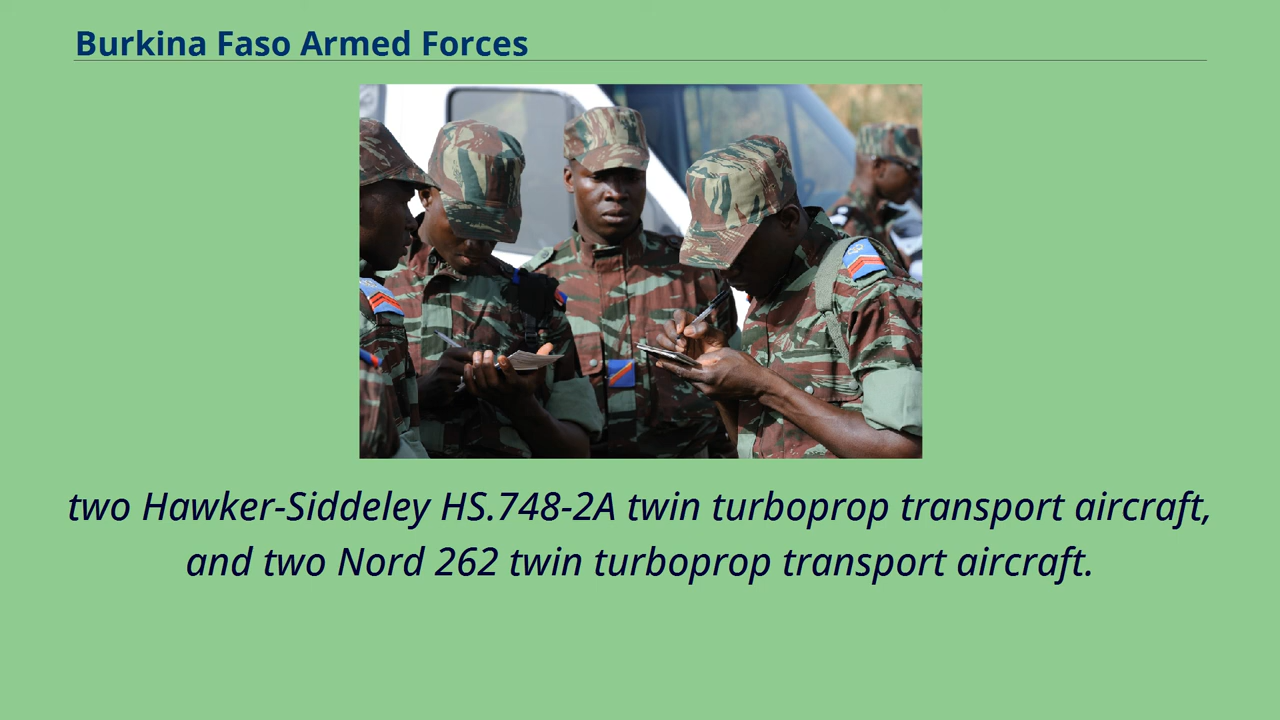 Burkina Faso Armed Forces
two Hawker-Siddeley HS.748-2A twin turboprop transport aircraft,
and two Nord 262 twin turboprop transport aircraft.